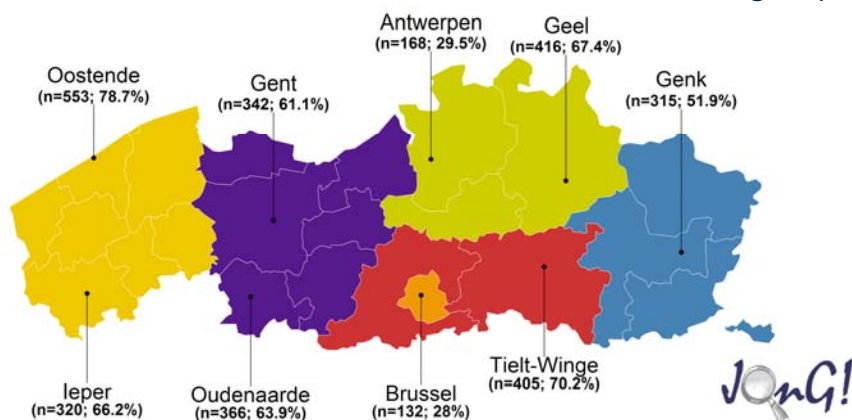 Antwerpen
(n=168; 29.5%)
Geel
(n=416; 67.4%)
Oostende
(n=553; 78.7%)
Gent
(n=342; 61.1%)
Genk
(n=315; 51.9%)
Ieper
(n=320; 66.2%)
Oudenaarde
(n=366; 63.9%)
Brussel
(n=132; 28%)
Tielt-Winge
(n=405; 70.2%)
JOnG!